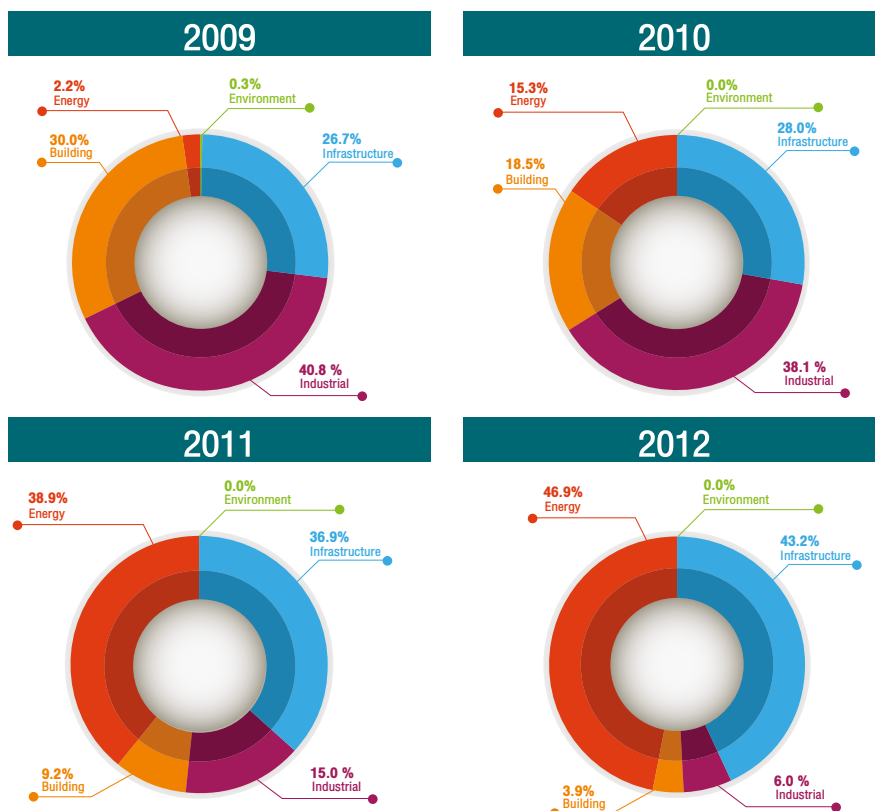 2009
2.2%
Energy
0.3%
Environment
30.0%
Building
26.7%
Infrastructure
40.8 %
Industrial
2010
15.3%
Energy
0.0%
Environment
28.0%
Infrastructure
18.5%
Building
38.1 %
Industrial
2011
38.9%
Energy
0.0%
Environment
36.9%
Infrastructure
9.2%
Building
15.0 %
Industrial
2012
46.9%
Energy
0.0%
Environment
43.2%
Infrastructure
3.9%
Building
6.0 %
Industrial